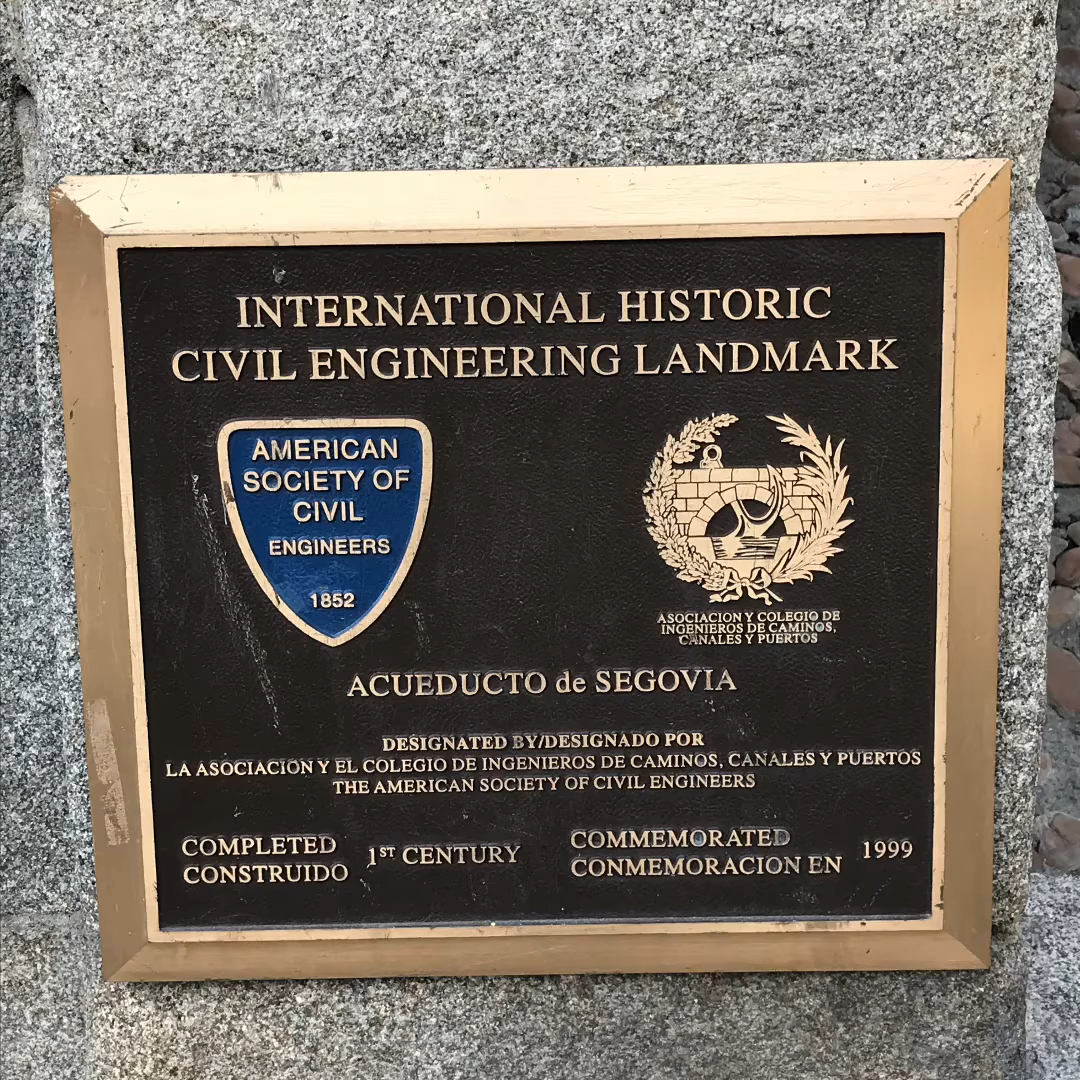 INTERNATIONAL HISTORIC
CIVIL ENGINEERING LANDMARK
AMERICAN
SOCIETY OF
CIVIL
ENGINEERS
1852
ASOCIACION Y COLEGIO DE
INGENIEROS DE CAMINOS,
CANALES Y PUERTOS
ACUEDUCTO de SEGOVIA
DESIGNATED BY/DESIGNADO POR
LA ASOCIACION Y EL COLEGIO DE INGENIEROS DE CAMINOS, CANALES Y PUERTOS
THE AMERICAN SOCIETY OF CIVIL ENGINEERS
COMPLETED
CONSTRUIDO
1ST CENTURY
COMMEMORATED
CONMEMORACION EN
1999